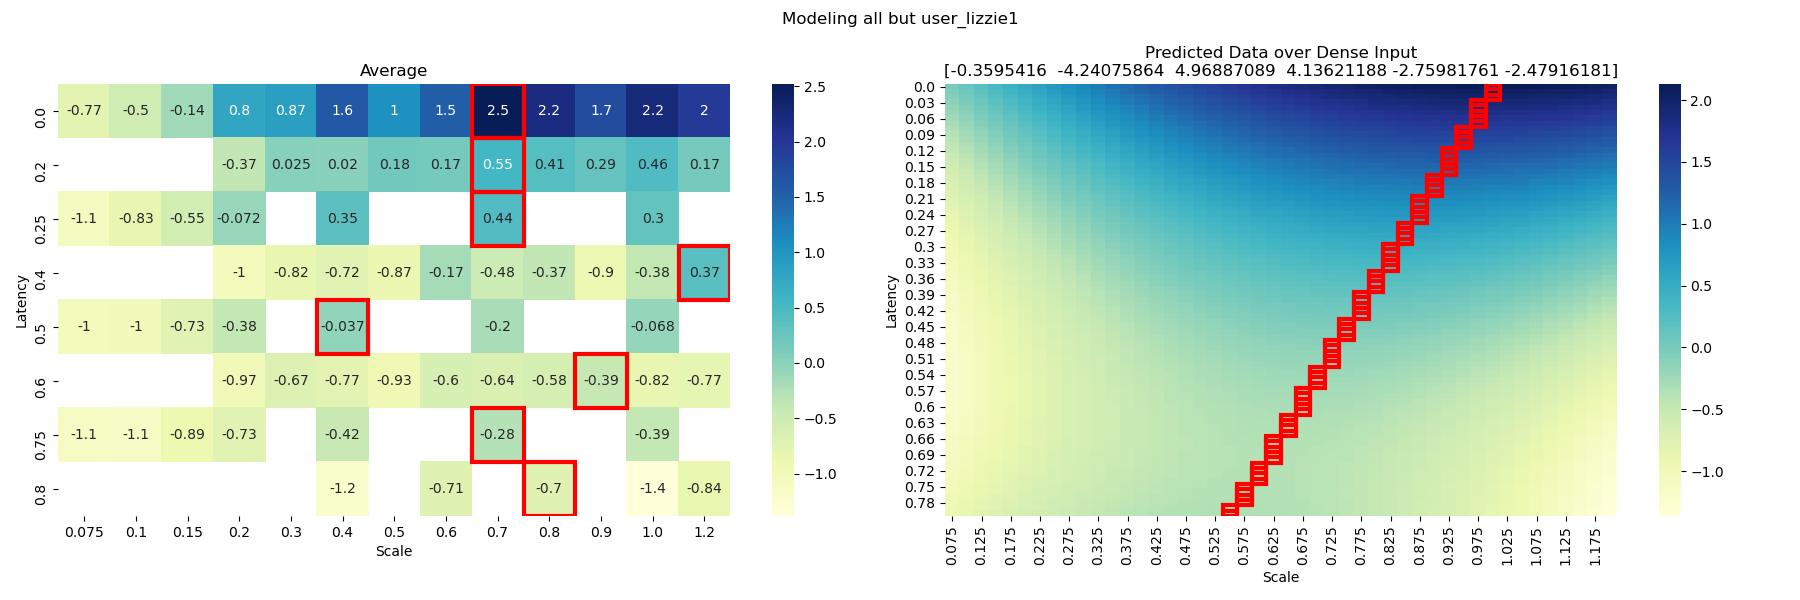 Modeling all but user_lizzie1
Average
-0.77 -0.5 -0.14 0.8 0.87 1.6 1 1.5 2.5 2.2 1.7 2.2 2
-0.37 0.025 0.02 0.18 0.17 0.55 0.41 0.29 0.46 0.17
-1.1 -0.83 -0.55 -0.072 0.35 0.44 0.3
-1 -0.82 -0.72 -0.87 -0.17 -0.48 -0.37 -0.9 -0.38 0.37
-1 -1 -0.73 -0.38 -0.037 -0.2 -0.068
-0.97 -0.67 -0.77 -0.93 -0.6 -0.64 -0.58 -0.39 -0.82 -0.77
-1.1 -1.1 -0.89 -0.73 -0.42 -0.28 -0.39
-1.2 -0.71 -0.7 -1.4 -0.84
0.0
0.2
0.25
0.4
0.5
0.6
0.75
0.8
Latency
0.075 0.1 0.15 0.2 0.3 0.4 0.5 0.6 0.7 0.8 0.9 1.0 1.2
Scale
2.5
2.0
1.5
1.0
0.5
0.0
−0.5
−1.0
Predicted Data over Dense Input
[-0.3595416  -4.24075864  4.96887089  4.13621188 -2.75981761 -2.47916181]
0.0
0.03
0.06
0.09
0.12
0.15
0.18
0.21
0.24
0.27
0.3
0.33
0.36
0.39
0.42
0.45
0.48
0.51
0.54
0.57
0.6
0.63
0.66
0.69
0.72
0.75
0.78
Latency
0.075 0.125 0.175 0.225 0.275 0.325 0.375 0.425 0.475 0.525 0.575 0.625 0.675 0.725 0.775 0.825 0.875 0.925 0.975 1.025 1.075 1.125 1.175
Scale
2.0
1.5
1.0
0.5
0.0
−0.5
−1.0